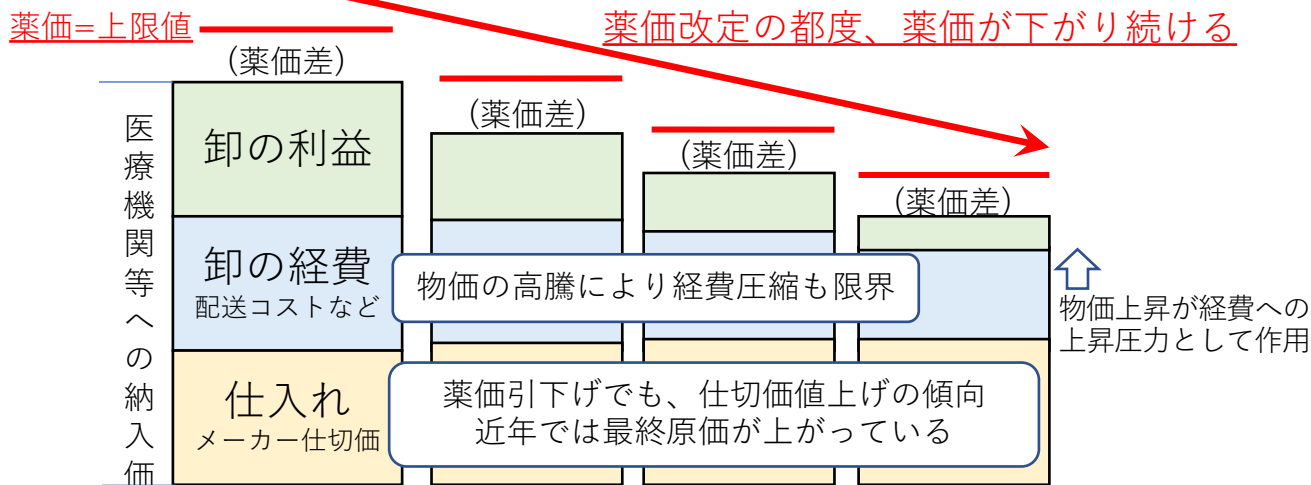 薬価=上限値
薬価改定の都度、薬価が下がり続ける
(薬価差)
(薬価差)
(薬価差)
(薬価差)
医療機関等への納入価
卸の利益
卸の経費
配送コストなど
物価の高騰により経費圧縮も限界
物価上昇が経費への
上昇圧力として作用
仕入れ
メーカー仕切価
薬価引下げでも、仕切価値上げの傾向
近年では最終原価が上がっている